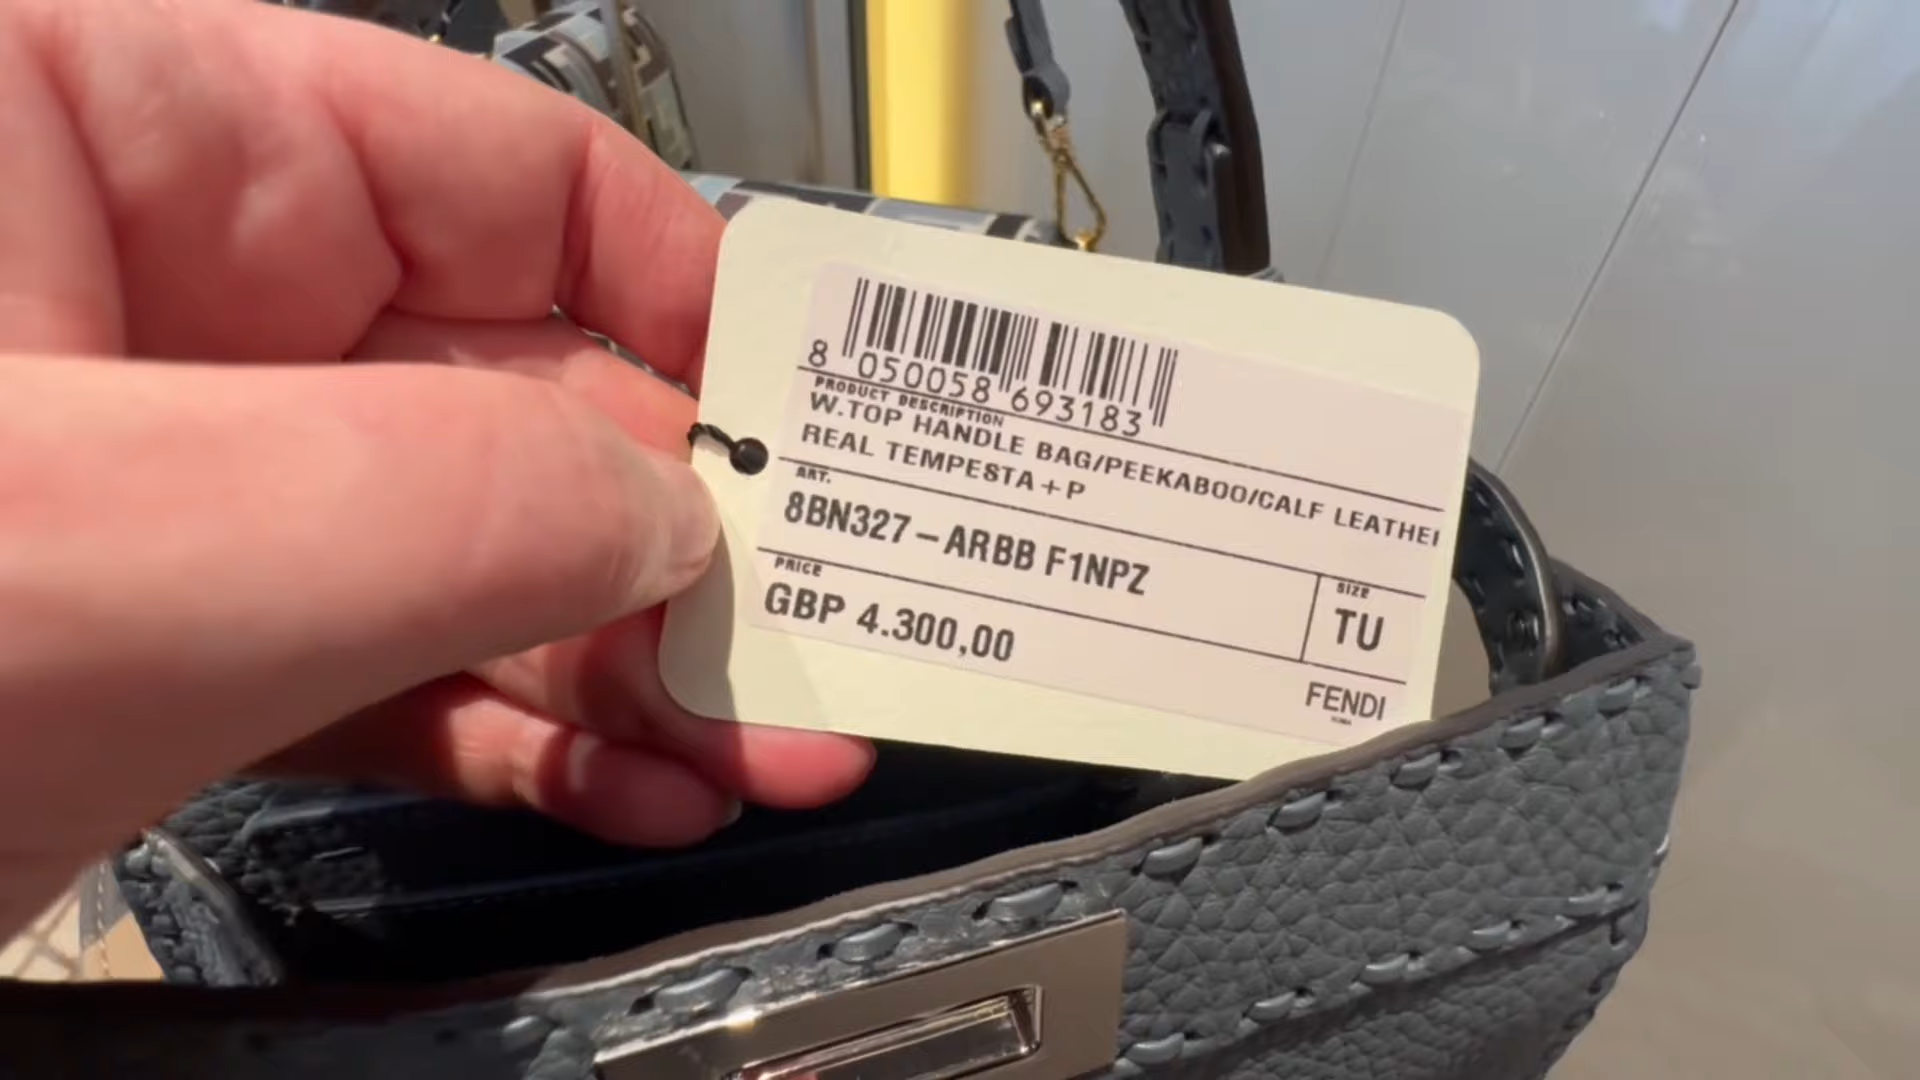 8 050058 693183
PRODUCT DESCRIPTION
W.TOP HANDLE BAG/PEEKABOO/CALF LEATHER
REAL TEMPESTA+P
ART.
8BN327-ARBB F1NPZ
PRICE
GBP 4.300,00
SIZE
TU
FENDI